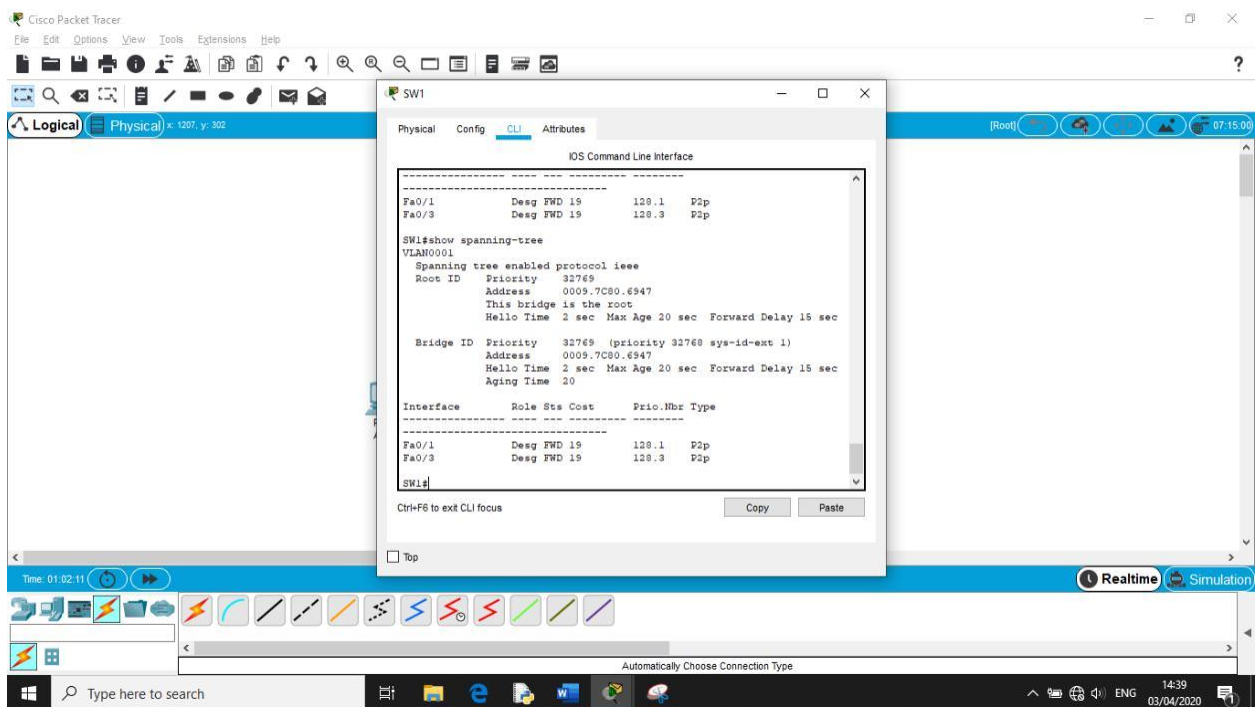 Cisco Packet Tracer
File Edit Options View Tools Extensions Help
?
SW1
Logical Physical x: 1207, y: 302
[Root] 07:15:00
Physical Config CLI Attributes
IOS Command Line Interface
---------------- ---- --- --------- --------
--------------------------------
Fa0/1 Desg FWD 19 128.1 P2p
Fa0/3 Desg FWD 19 128.3 P2p
SW1#show spanning-tree
VLAN0001
Spanning tree enabled protocol ieee
Root ID Priority 32769
Address 0009.7C80.6947
This bridge is the root
Hello Time 2 sec Max Age 20 sec Forward Delay 15 sec
Bridge ID Priority 32769 (priority 32768 sys-id-ext 1)
Address 0009.7C80.6947
Hello Time 2 sec Max Age 20 sec Forward Delay 15 sec
Aging Time 20
Interface Role Sts Cost Prio.Nbr Type
---------------- ---- --- --------- --------
--------------------------------
Fa0/1 Desg FWD 19 128.1 P2p
Fa0/3 Desg FWD 19 128.3 P2p
SW1#
Ctrl+F6 to exit CLI focus
Copy Paste
Top
Time: 01:02:11
Realtime Simulation
Automatically Choose Connection Type
Type here to search
ENG
14:39
03/04/2020